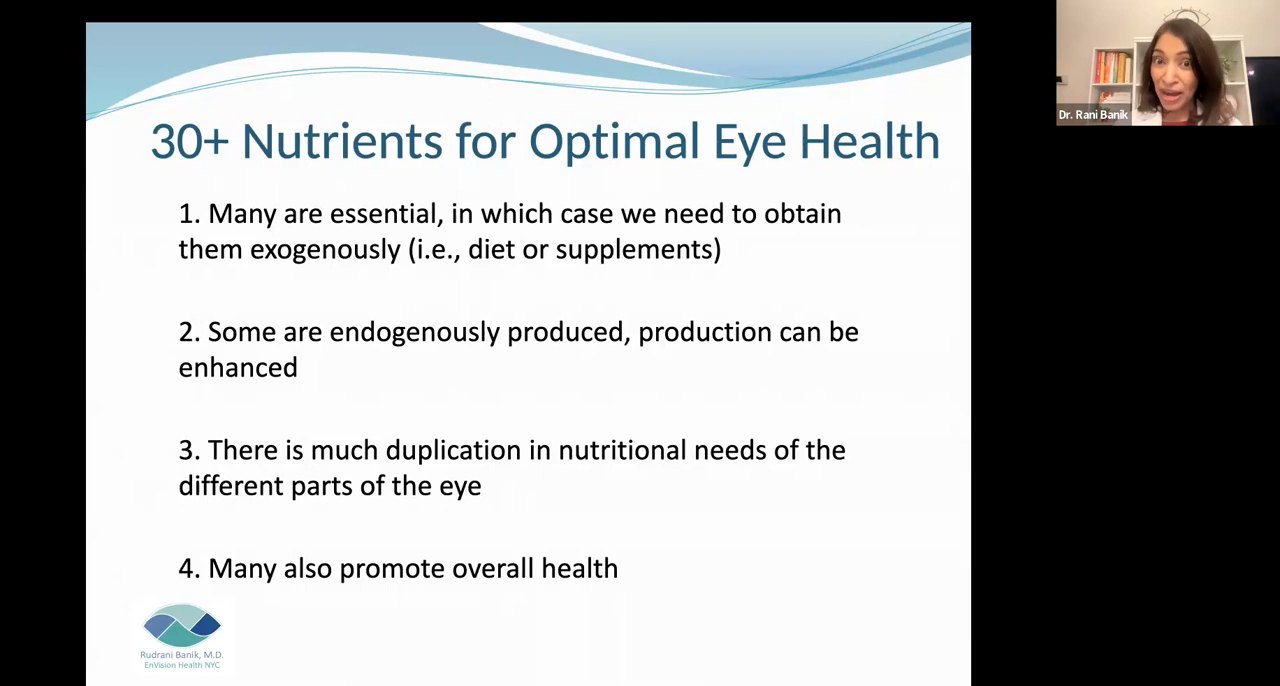 30+ Nutrients for Optimal Eye Health
1. Many are essential, in which case we need to obtain
them exogenously (i.e., diet or supplements)
2. Some are endogenously produced, production can be
enhanced
3. There is much duplication in nutritional needs of the
different parts of the eye
4. Many also promote overall health
Rudrani Banik, M.D.
EnVision Health NYC
Dr. Rani Banik